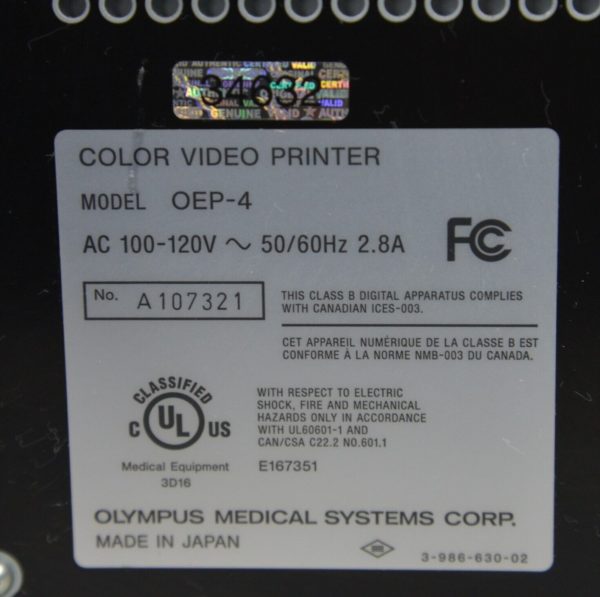 34632
COLOR VIDEO PRINTER
MODEL OEP-4
AC 100-120V ～ 50/60Hz 2.8A
FC
No. A107321
THIS CLASS B DIGITAL APPARATUS COMPLIES
WITH CANADIAN ICES-003.
CET APPAREIL NUMÉRIQUE DE LA CLASSE B EST
CONFORME À LA NORME NMB-003 DU CANADA.
CLASSIFIED
C UL US
WITH RESPECT TO ELECTRIC
SHOCK, FIRE AND MECHANICAL
HAZARDS ONLY IN ACCORDANCE
WITH UL60601-1 AND
CAN/CSA C22.2 NO.601.1
Medical Equipment
3D16
E167351
OLYMPUS MEDICAL SYSTEMS CORP.
MADE IN JAPAN
3-986-630-02